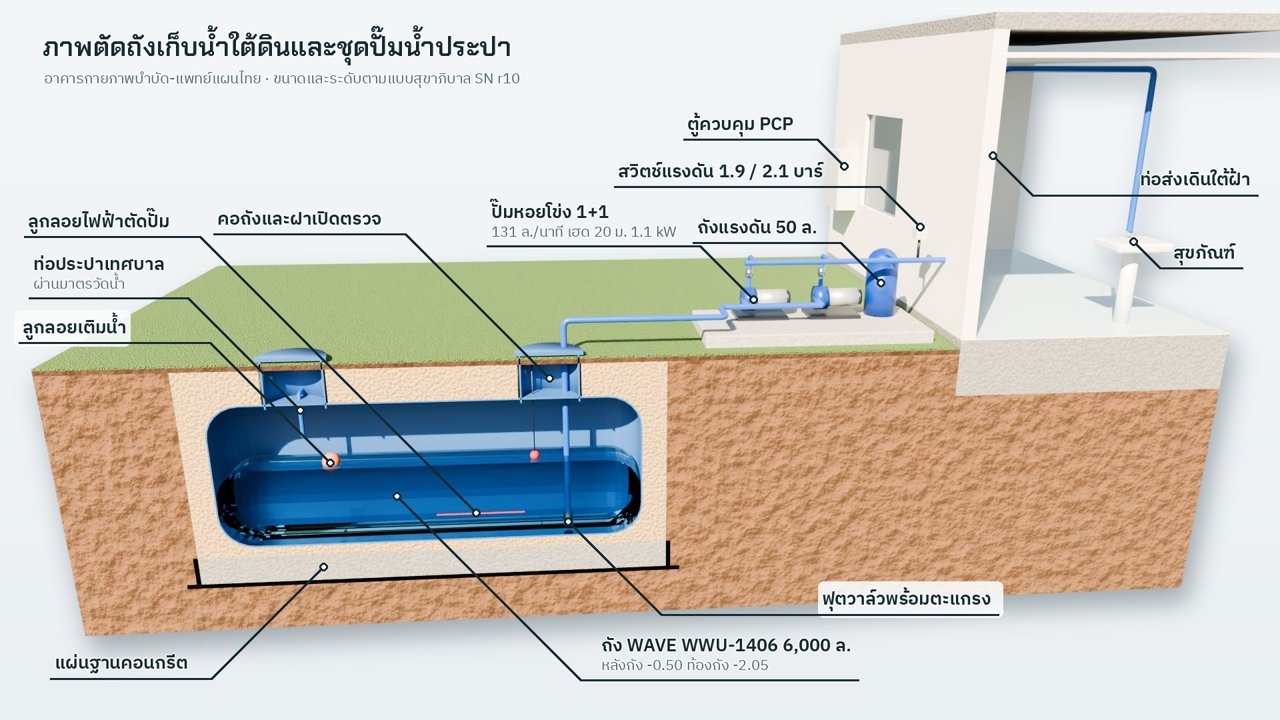 ภาพตัดถังเก็บน้ำใต้ดินและชุดปั๊มน้ำประปา
อาคารกายภาพบำบัด-แพทย์แผนไทย · ขนาดและระดับตามแบบสุขาภิบาล SN r10
ตู้ควบคุม PCP
สวิตช์แรงดัน 1.9 / 2.1 บาร์
ท่อส่งเดินใต้ฝ้า
ลูกลอยไฟฟ้าตัดปั๊ม
คอถังและฝาเปิดตรวจ
ปั๊มหอยโข่ง 1+1
131 ล./นาที เฮด 20 ม. 1.1 kW
ถังแรงดัน 50 ล.
สุขภัณฑ์
ท่อประปาเทศบาล
ผ่านมาตรวัดน้ำ
ลูกลอยเติมน้ำ
ฟุตวาล์วพร้อมตะแกรง
ถัง WAVE WWU-1406 6,000 ล.
หลังถัง -0.50 ท้องถัง -2.05
แผ่นฐานคอนกรีต